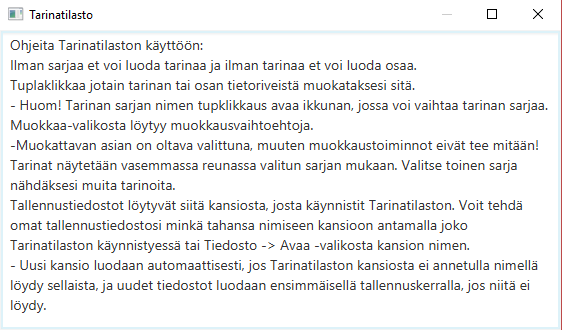 Tarinatilasto
Ohjeita Tarinatilaston käyttöön:
Ilman sarjaa et voi luoda tarinaa ja ilman tarinaa et voi luoda osaa.
Tuplaklikkaa jotain tarinan tai osan tietoriveistä muokataksesi sitä.
- Huom! Tarinan sarjan nimen tupklikkaus avaa ikkunan, jossa voi vaihtaa tarinan sarjaa.
Muokkaa-valikosta löytyy muokkausvaihtoehtoja.
-Muokattavan asian on oltava valittuna, muuten muokkaustoiminnot eivät tee mitään!
Tarinat näytetään vasemmassa reunassa valitun sarjan mukaan. Valitse toinen sarja
nähdäksesi muita tarinoita.
Tallennustiedostot löytyvät siitä kansiosta, josta käynnistit Tarinatilaston. Voit tehdä
omat tallennustiedostosi minkä tahansa nimiseen kansioon antamalla joko
Tarinatilaston käynnistyessä tai Tiedosto -> Avaa -valikosta kansion nimen.
- Uusi kansio luodaan automaattisesti, jos Tarinatilaston kansiosta ei annetulla nimellä
löydy sellaista, ja uudet tiedostot luodaan ensimmäisellä tallennuskerralla, jos niitä ei
löydy.